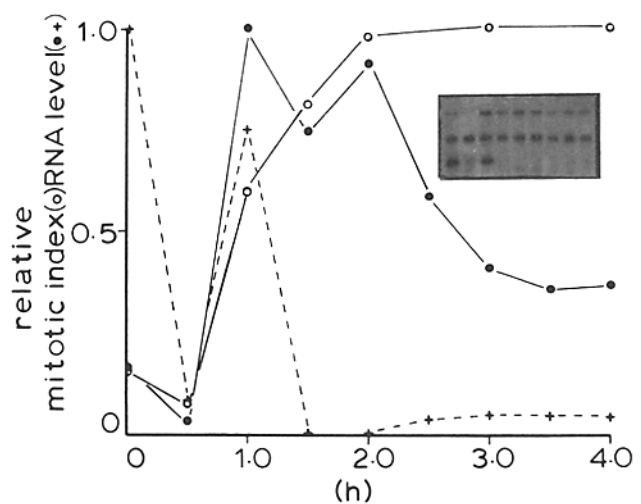 relative
mitotic index(o)RNA level(●+)
1.0
0.5
0
0 1.0 2.0 3.0 4.0
(h)